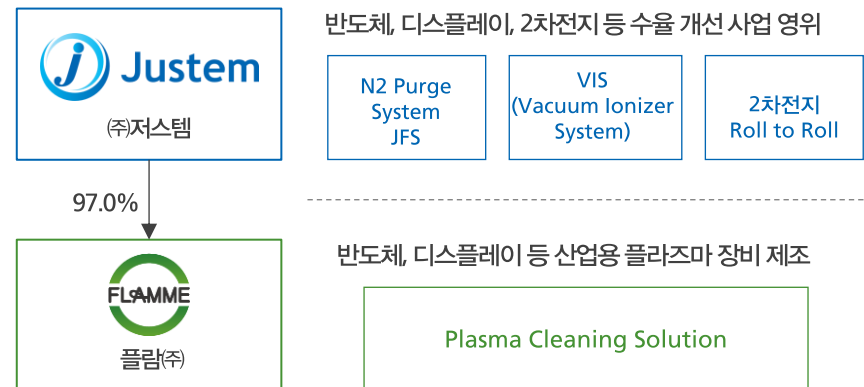 Justem
㈜저스템
반도체, 디스플레이, 2차전지 등 수율 개선 사업 영위
N2 Purge
System
JFS
VIS
(Vacuum Ionizer
System)
2차전지
Roll to Roll
97.0%
FLAMME
플람㈜
반도체, 디스플레이 등 산업용 플라즈마 장비 제조
Plasma Cleaning Solution